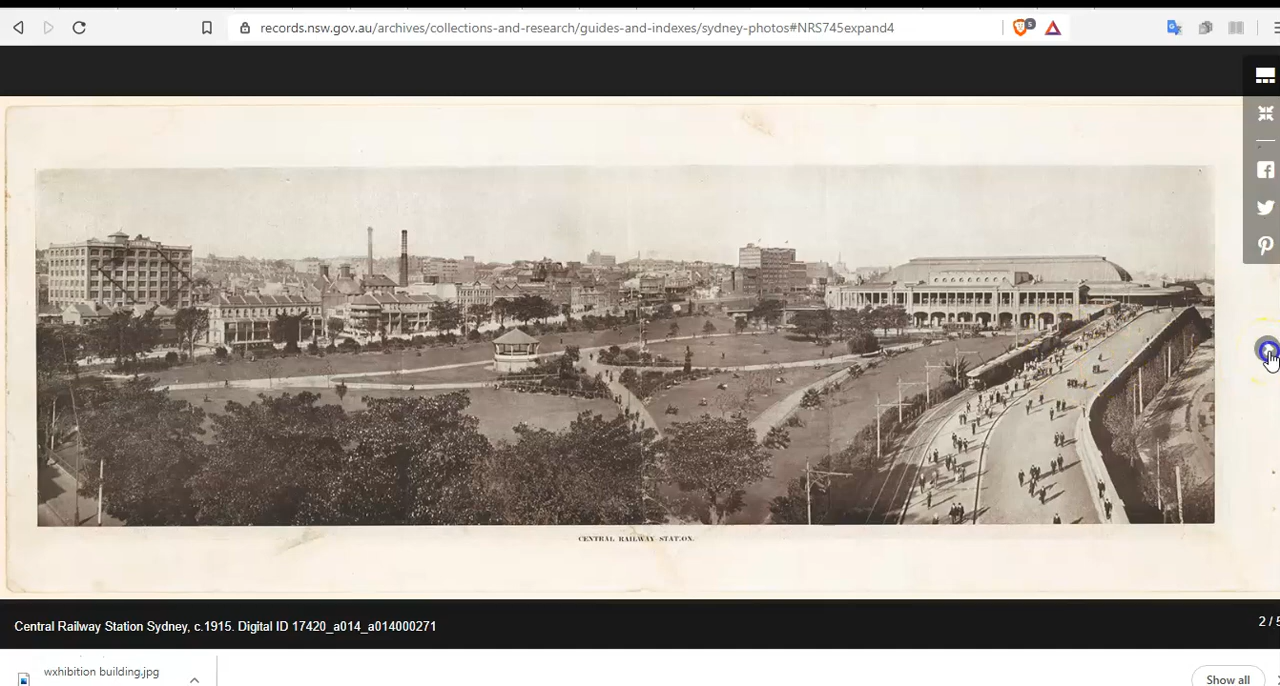 records.nsw.gov.au/archives/collections-and-research/guides-and-indexes/sydney-photos#NRS745expand4
5
CENTRAL RAILWAY STATION.
Central Railway Station Sydney, c.1915. Digital ID 17420_a014_a014000271
2 / 5
wxhibition building.jpg
Show all